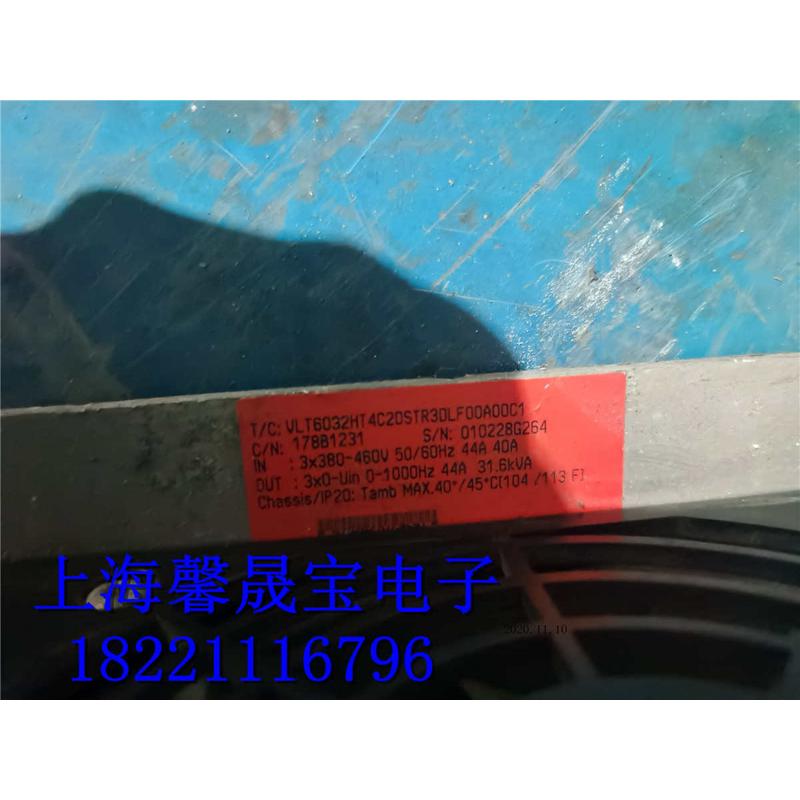 T/C: VLT6032HT4C20STR3DLF00A00C1
C/N: 178B1231 S/N: 010228G264
IN : 3x380-460V 50/60Hz 44A 40A
OUT : 3x0-Uin 0-1000Hz 44A 31.6kVA
Chassis/IP20: Tamb MAX.40°/45°C[104 /113 F]
上海馨晟宝电子
2020.11.10
18221116796